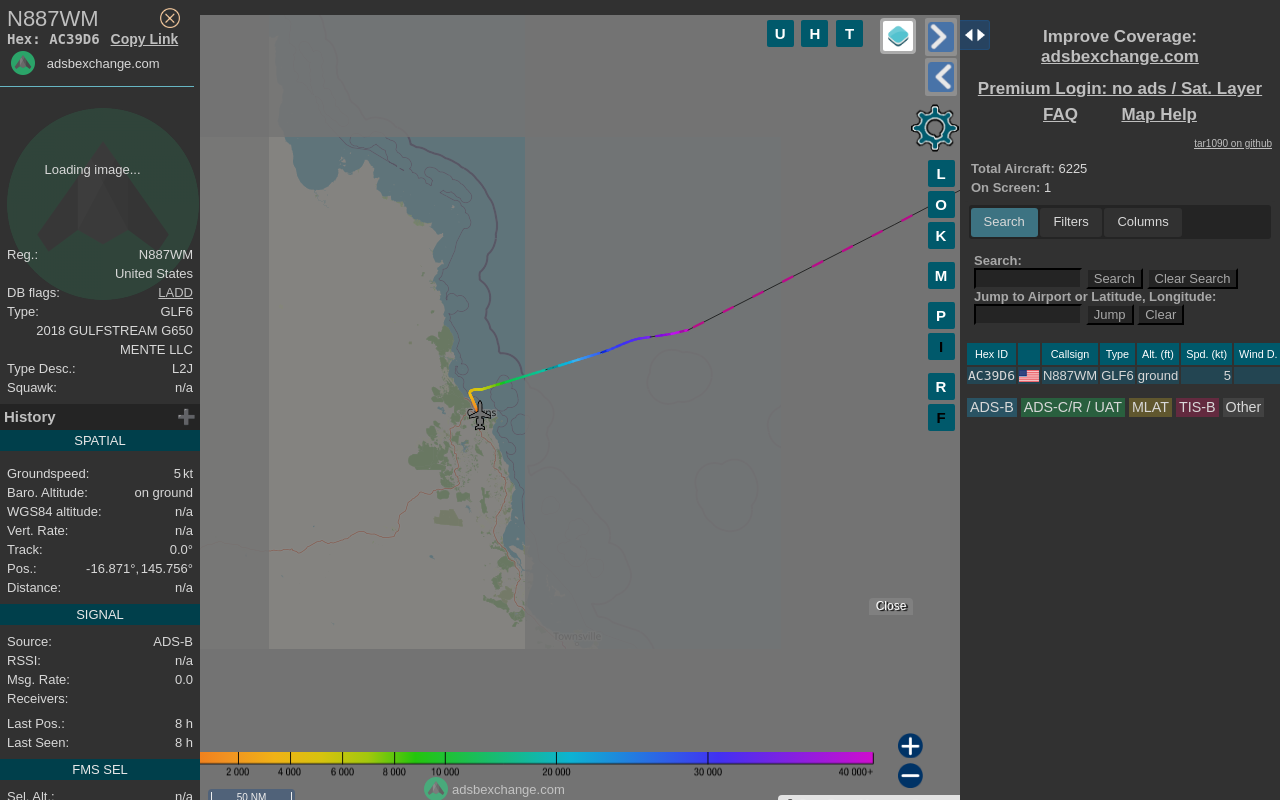 N887WM
Hex: AC39D6 Copy Link
adsbexchange.com
Loading image...
Reg.: N887WM
United States
DB flags: LADD
Type: GLF6
2018 GULFSTREAM G650
MENTE LLC
Type Desc.: L2J
Squawk: n/a
History
SPATIAL
Groundspeed: 5 kt
Baro. Altitude: on ground
WGS84 altitude: n/a
Vert. Rate: n/a
Track: 0.0°
Pos.: -16.871°, 145.756°
Distance: n/a
SIGNAL
Source: ADS-B
RSSI: n/a
Msg. Rate: 0.0
Receivers:
Last Pos.: 8 h
Last Seen: 8 h
FMS SEL
Sel. Alt.: n/a
U H T
L
O
K
M
P
I
R
F
Townsville
Close
2 000 4 000 6 000 8 000 10 000 20 000 30 000 40 000+
adsbexchange.com
50 NM
Improve Coverage:
adsbexchange.com
Premium Login: no ads / Sat. Layer
FAQ Map Help
tar1090 on github
Total Aircraft: 6225
On Screen: 1
Search Filters Columns
Search:
Search Clear Search
Jump to Airport or Latitude, Longitude:
Jump Clear
Hex ID Callsign Type Alt. (ft) Spd. (kt) Wind D.
AC39D6 N887WM GLF6 ground 5
ADS-B ADS-C/R / UAT MLAT TIS-B Other